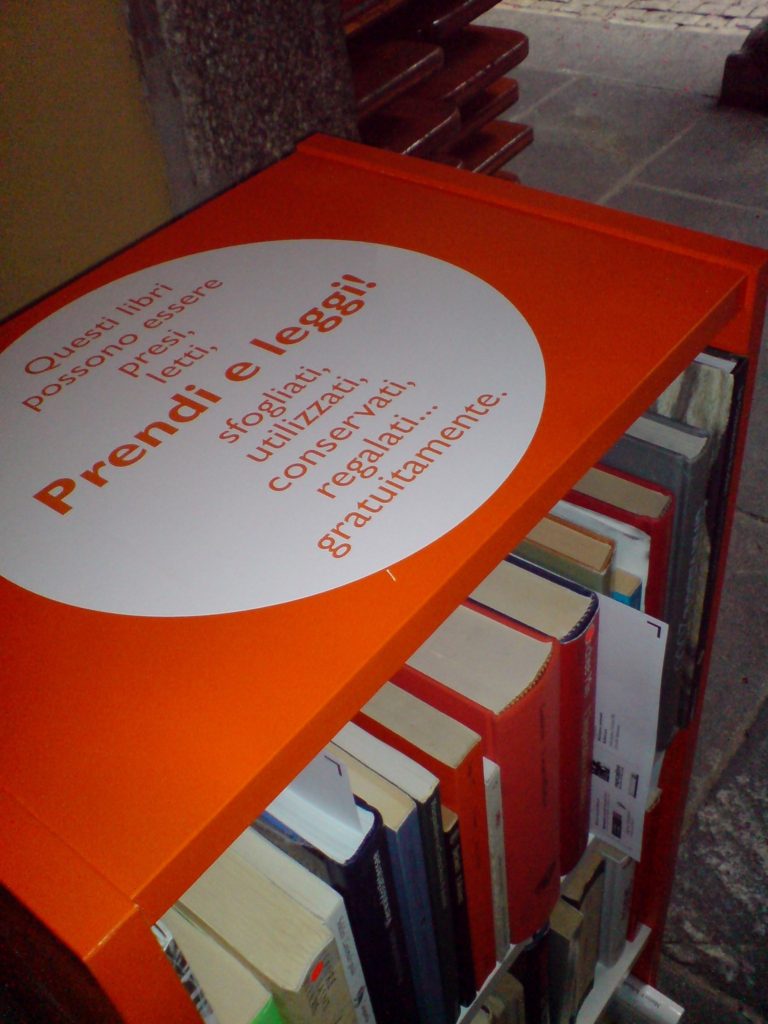 Questi libri
possono essere
presi,
letti,
Prendi e leggi!
sfogliati,
utilizzati,
conservati,
regalati...
gratuitamente.